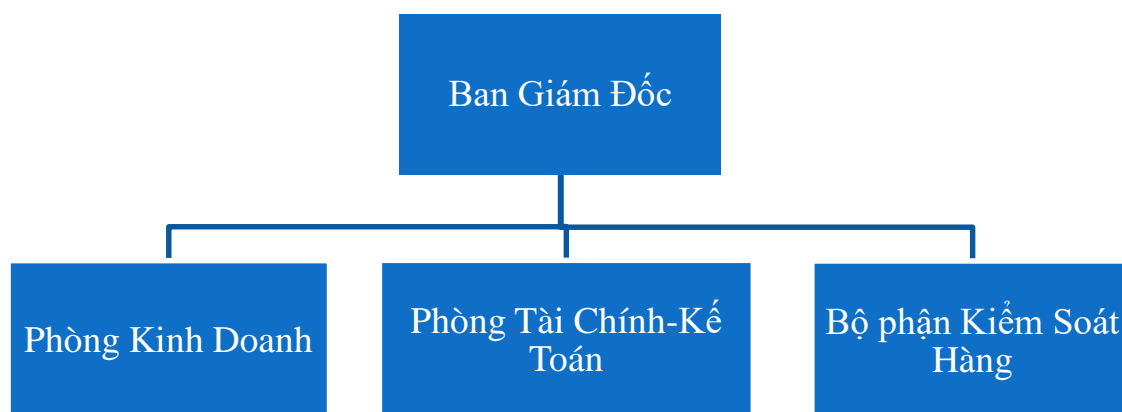 Ban Giám Đốc
Phòng Kinh Doanh
Phòng Tài Chính-Kế
Toán
Bộ phận Kiểm Soát
Hàng